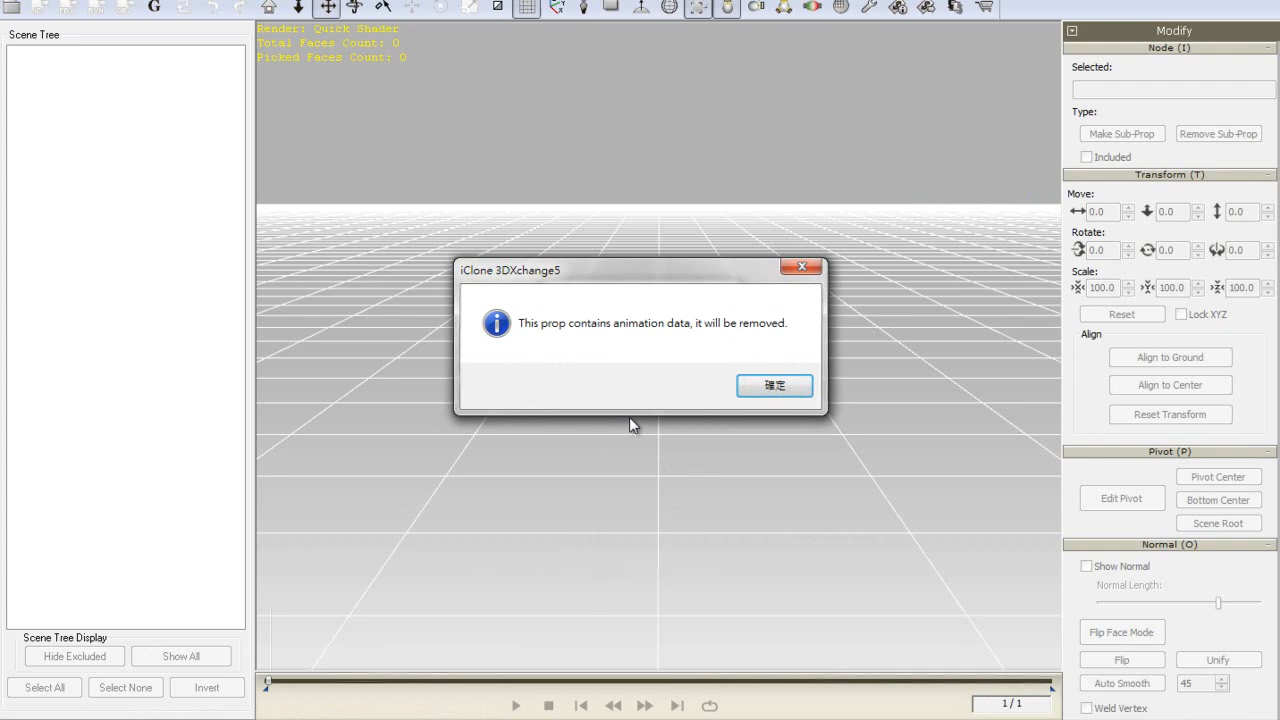 G
Scene Tree
Render: Quick Shader
Total Faces Count: 0
Picked Faces Count: 0
iClone 3DXchange5
This prop contains animation data, it will be removed.
確定
Scene Tree Display
Hide Excluded
Show All
Select All
Select None
Invert
1 / 1
Modify
Node (I)
Selected:
Type:
Make Sub-Prop
Remove Sub-Prop
Included
Transform (T)
Move:
0.0
0.0
0.0
Rotate:
0.0
0.0
0.0
Scale:
100.0
100.0
100.0
Reset
Lock XYZ
Align
Align to Ground
Align to Center
Reset Transform
Pivot (P)
Edit Pivot
Pivot Center
Bottom Center
Scene Root
Normal (O)
Show Normal
Normal Length:
Flip Face Mode
Flip
Unify
Auto Smooth
45
Weld Vertex